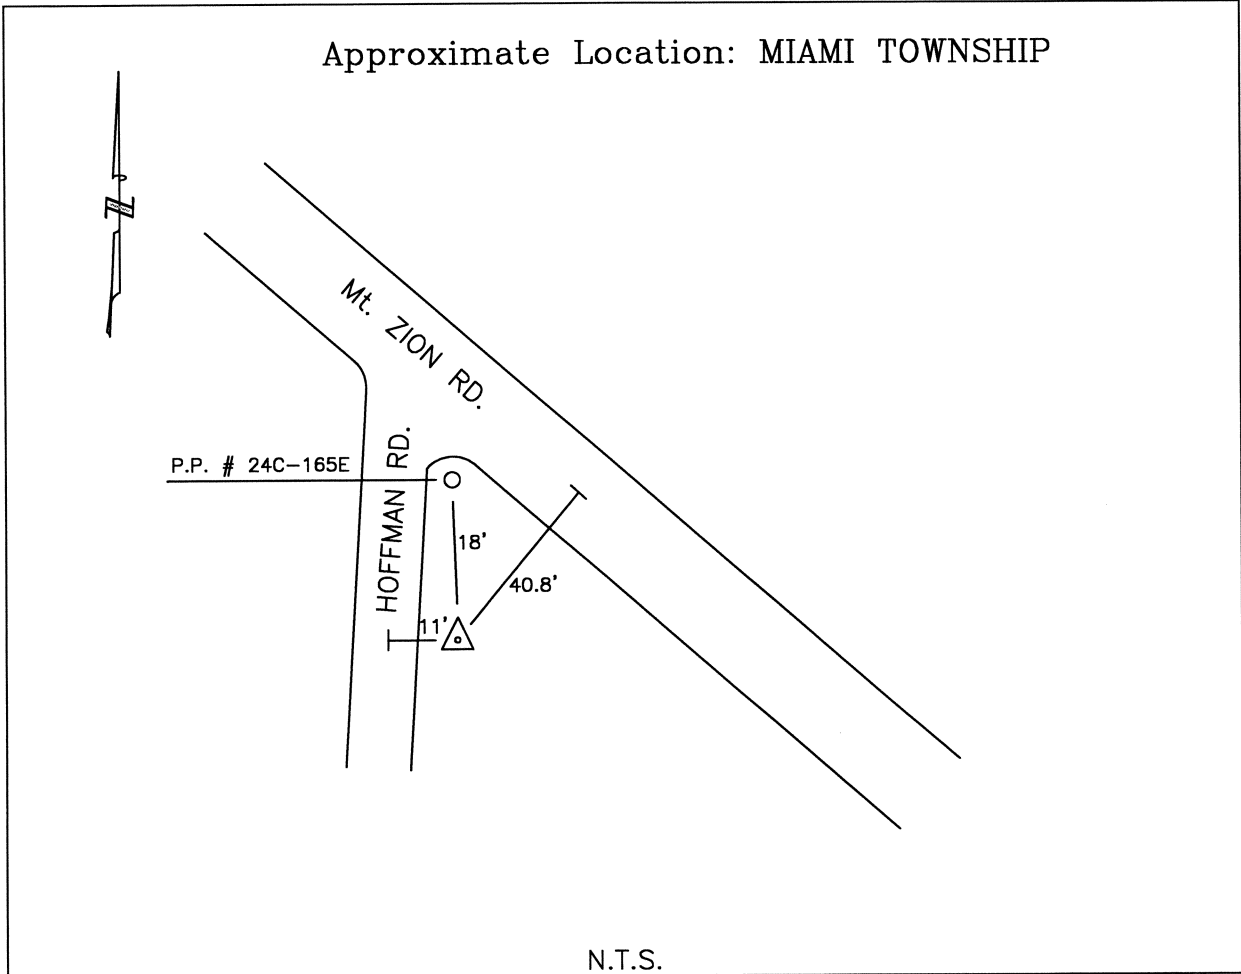 Approximate Location: MIAMI TOWNSHIP
N
Mt. ZION RD.
HOFFMAN RD.
P.P. # 24C-165E
18'
40.8'
11'
N.T.S.